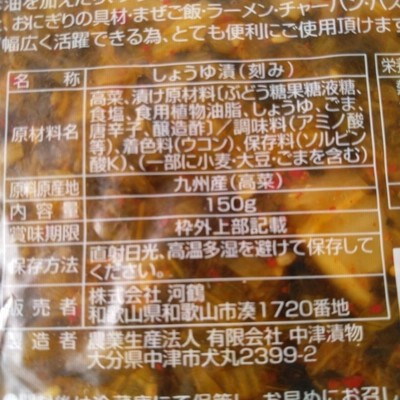 油を加えたら、
、おにぎりの具材・まぜご飯・ラーメン・チャーハン・パス
幅広く活躍できる為、とても便利にご使用頂けます
名 称 しょうゆ漬(刻み)
原材料名 高菜、漬け原材料〔ぶどう糖果糖液糖、
食塩、食用植物油脂、しょうゆ、ごま、
唐辛子、醸造酢〕/調味料(アミノ酸
等)、着色料(ウコン)、保存料(ソルビン
酸K)、(一部に小麦・大豆・ごまを含む)
原料原産地 九州産(高菜)
内容量 150g
賞味期限 枠外上部記載
保存方法 直射日光、高温多湿を避けて保存して
ください。
販売者 株式会社 河鶴
和歌山県和歌山市湊1720番地
製造者 農業生産法人 有限会社 中津漬物
大分県中津市犬丸2399-2
お早めにお召し